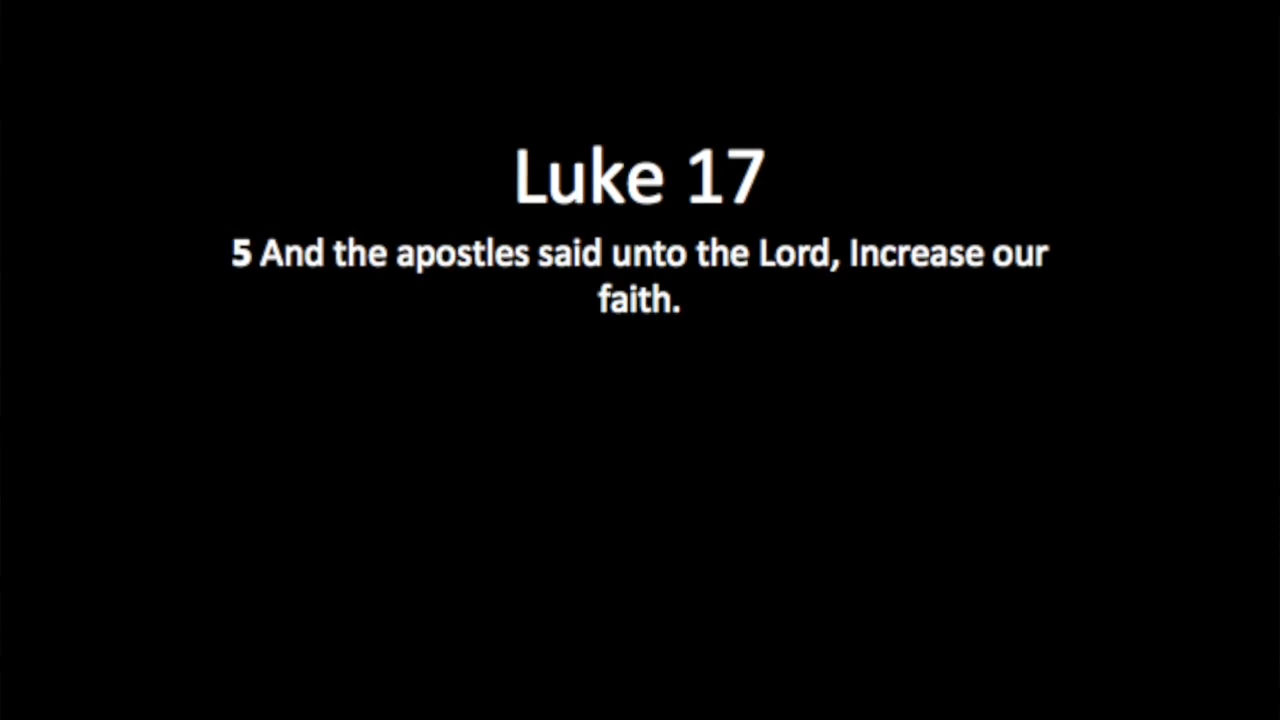 Luke 17
5 And the apostles said unto the Lord, Increase our
faith.